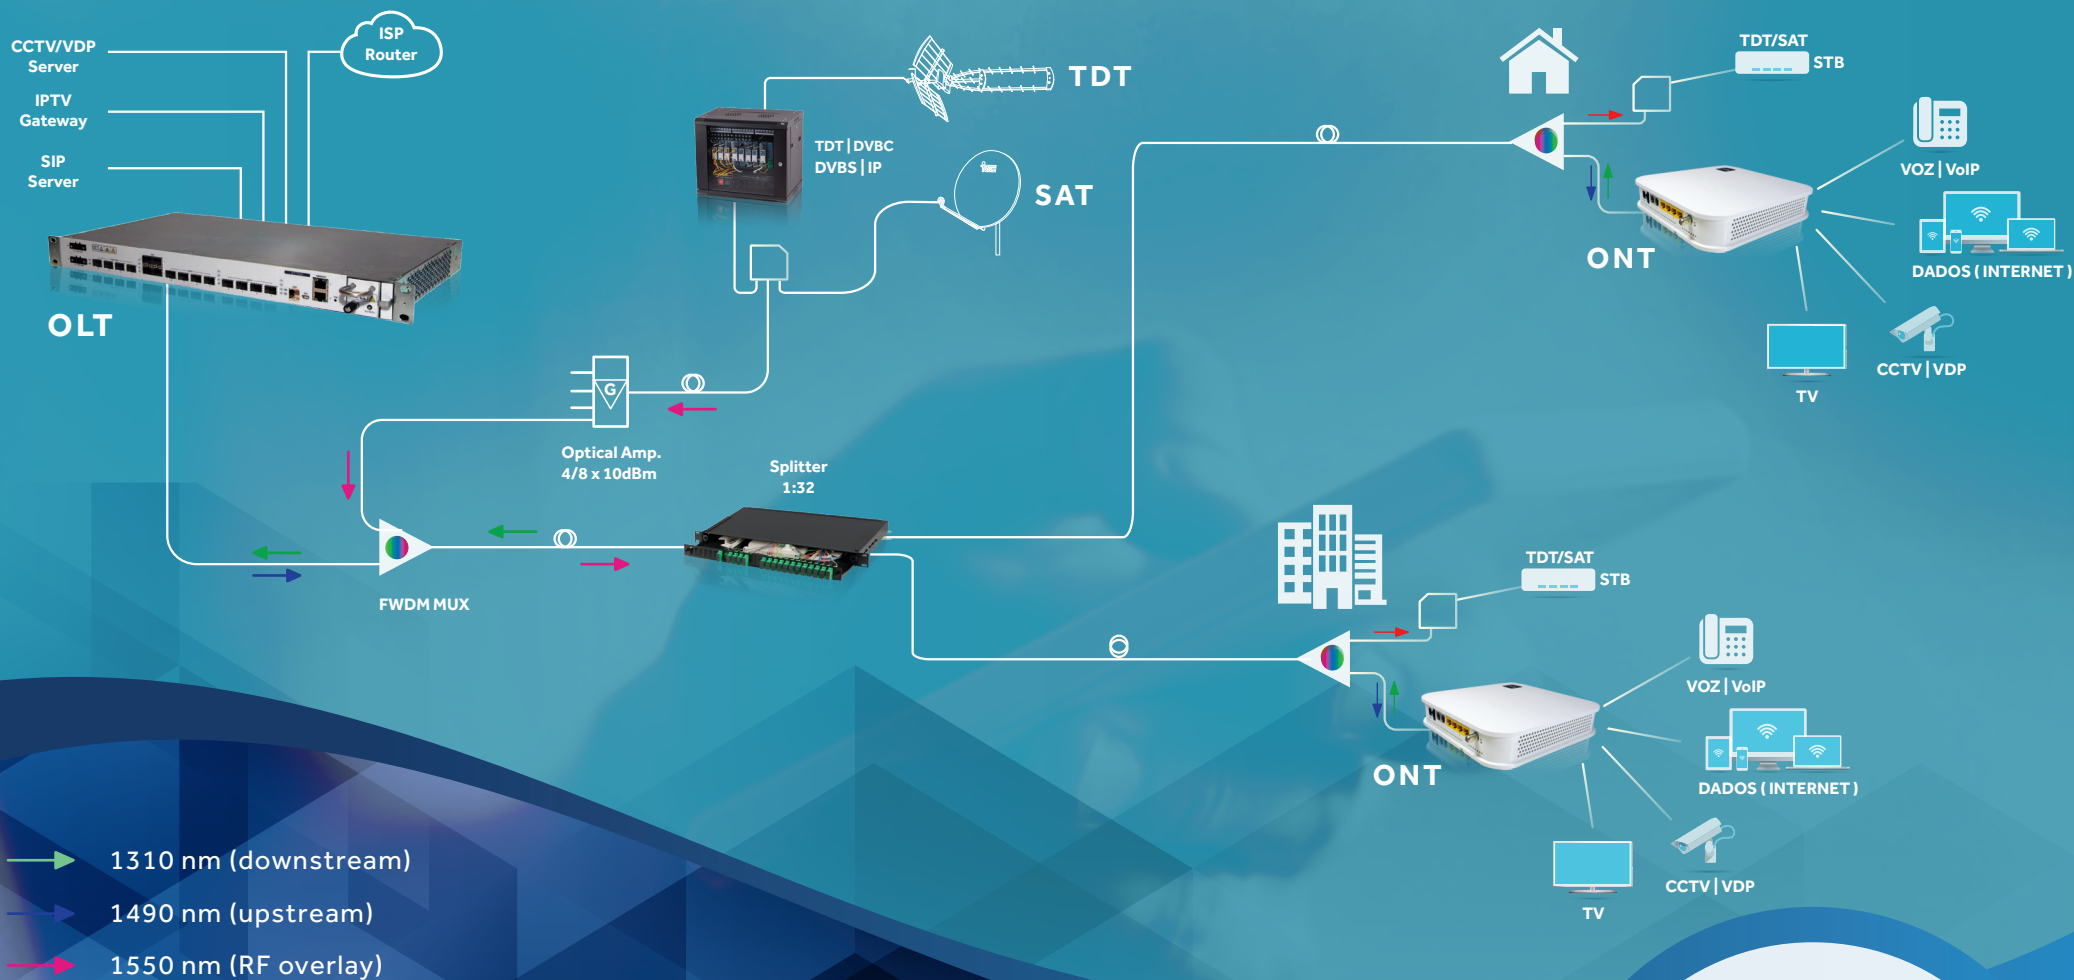 CCTV/VDP
Server
IPTV
Gateway
SIP
Server
ISP
Router
OLT
TDT
TDT | DVBC
DVBS | IP
SAT
G
Optical Amp.
4/8 x 10dBm
Splitter
1:32
FWDM MUX
TDT/SAT
STB
VOZ | VoIP
DADOS ( INTERNET )
ONT
CCTV | VDP
TV
TDT/SAT
STB
VOZ | VoIP
DADOS ( INTERNET )
ONT
CCTV | VDP
TV
1310 nm (downstream)
1490 nm (upstream)
1550 nm (RF overlay)